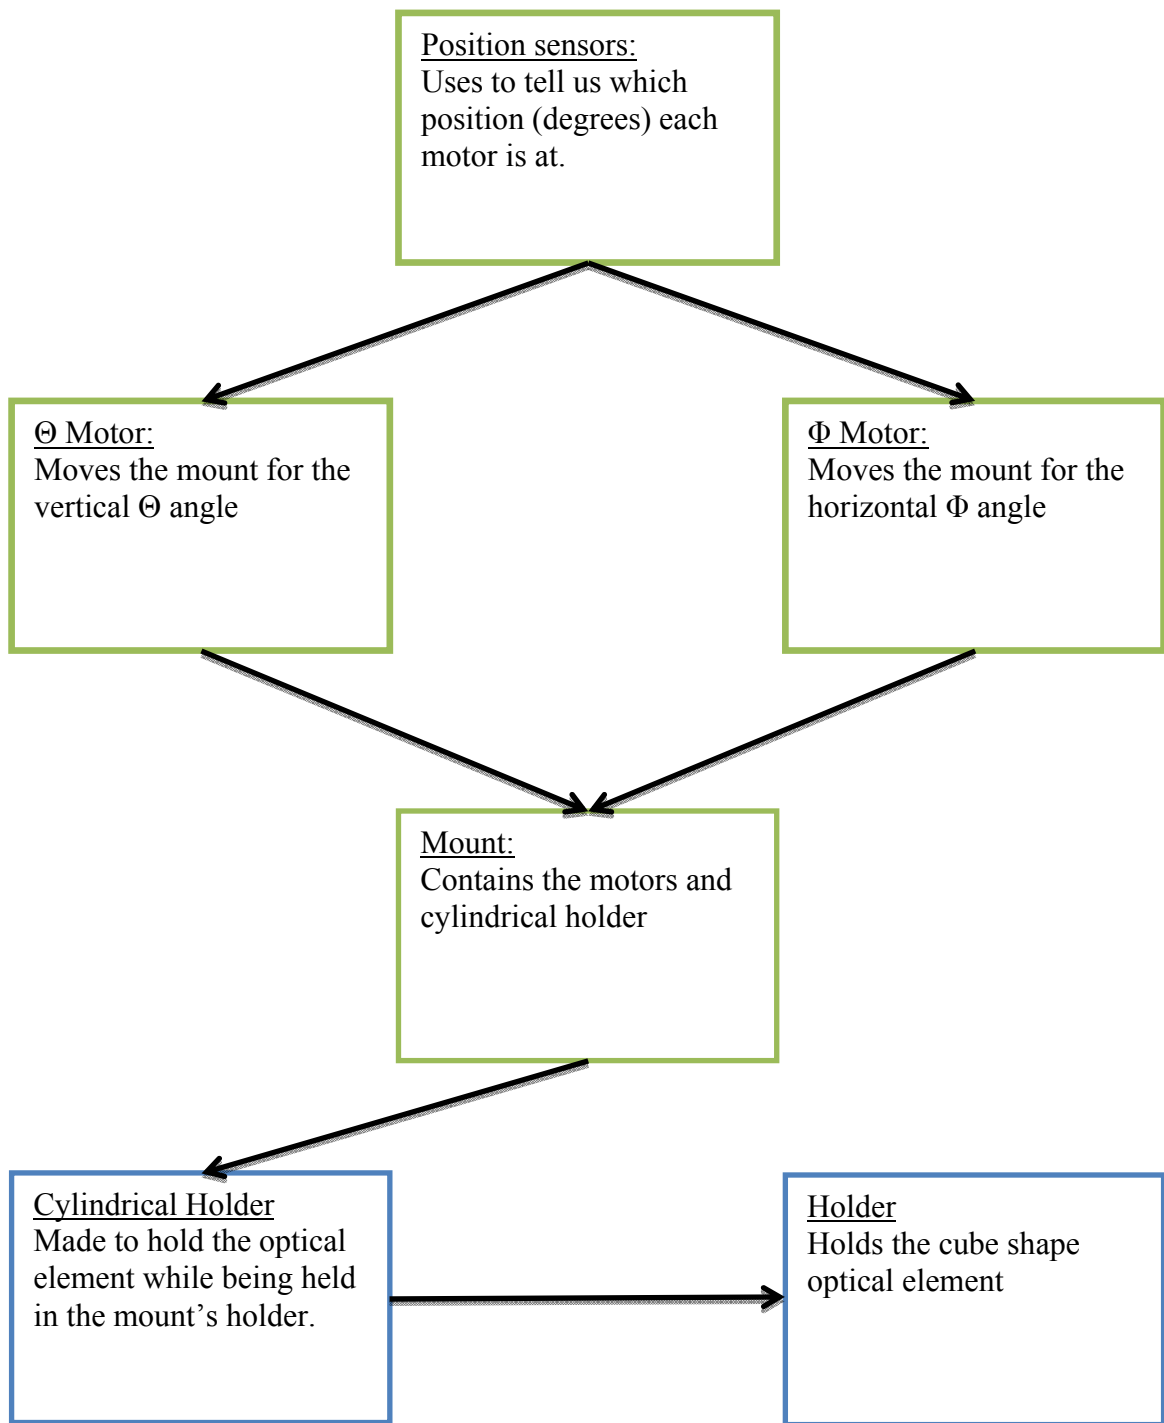 Position sensors:
Uses to tell us which
position (degrees) each
motor is at.
Θ Motor:
Moves the mount for the
vertical Θ angle
Φ Motor:
Moves the mount for the
horizontal Φ angle
Mount:
Contains the motors and
cylindrical holder
Cylindrical Holder
Made to hold the optical
element while being held
in the mount’s holder.
Holder
Holds the cube shape
optical element